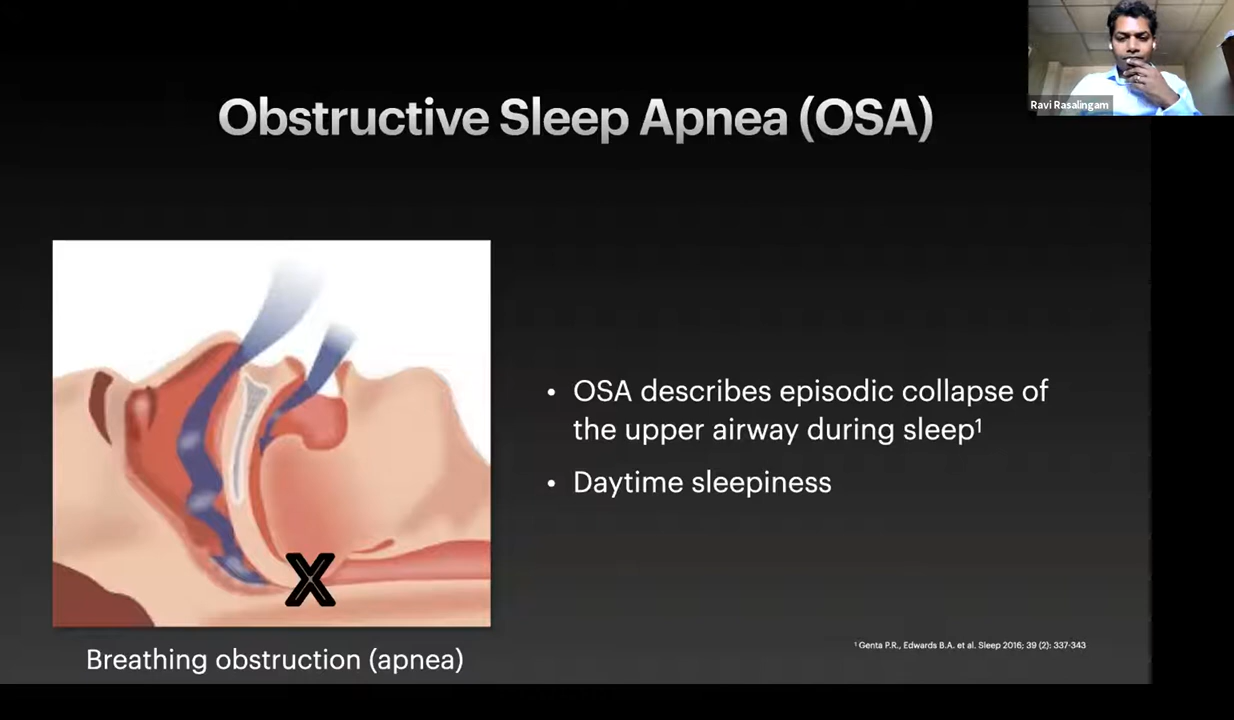 Ravi Rasalingam
Obstructive Sleep Apnea (OSA)
• OSA describes episodic collapse of
the upper airway during sleep¹
• Daytime sleepiness
X
Breathing obstruction (apnea)
¹ Genta P.R., Edwards B.A. et al. Sleep 2016; 39 (2): 337-343